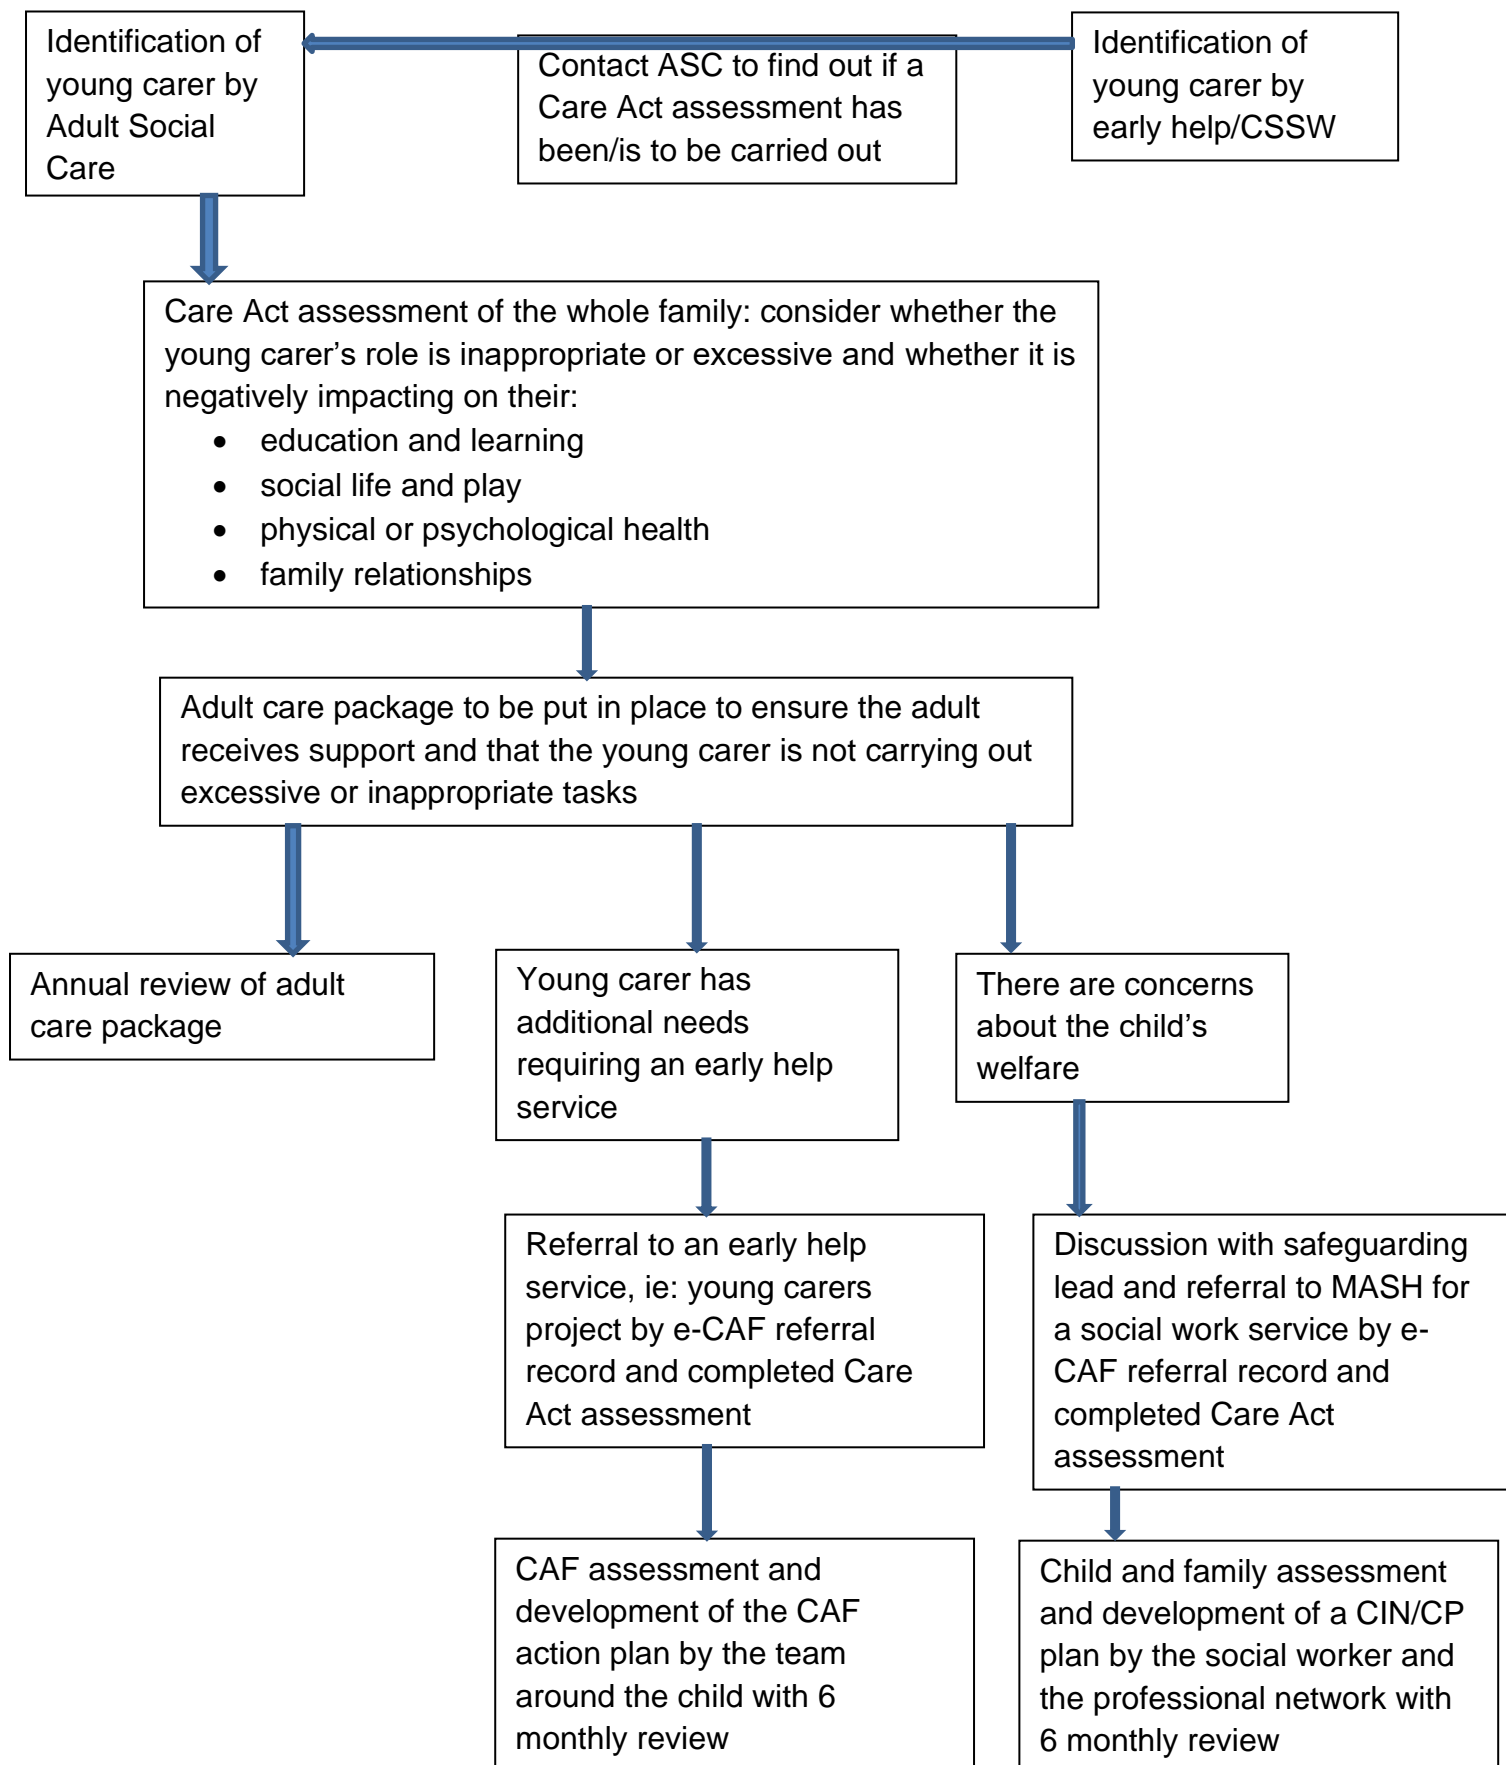 Identification of
young carer by
Adult Social
Care
Contact ASC to find out if a
Care Act assessment has
been/is to be carried out
Identification of
young carer by
early help/CSSW
Care Act assessment of the whole family: consider whether the
young carer’s role is inappropriate or excessive and whether it is
negatively impacting on their:
• education and learning
• social life and play
• physical or psychological health
• family relationships
Adult care package to be put in place to ensure the adult
receives support and that the young carer is not carrying out
excessive or inappropriate tasks
Annual review of adult
care package
Young carer has
additional needs
requiring an early help
service
There are concerns
about the child’s
welfare
Referral to an early help
service, ie: young carers
project by e-CAF referral
record and completed Care
Act assessment
Discussion with safeguarding
lead and referral to MASH for
a social work service by e-
CAF referral record and
completed Care Act
assessment
CAF assessment and
development of the CAF
action plan by the team
around the child with 6
monthly review
Child and family assessment
and development of a CIN/CP
plan by the social worker and
the professional network with
6 monthly review